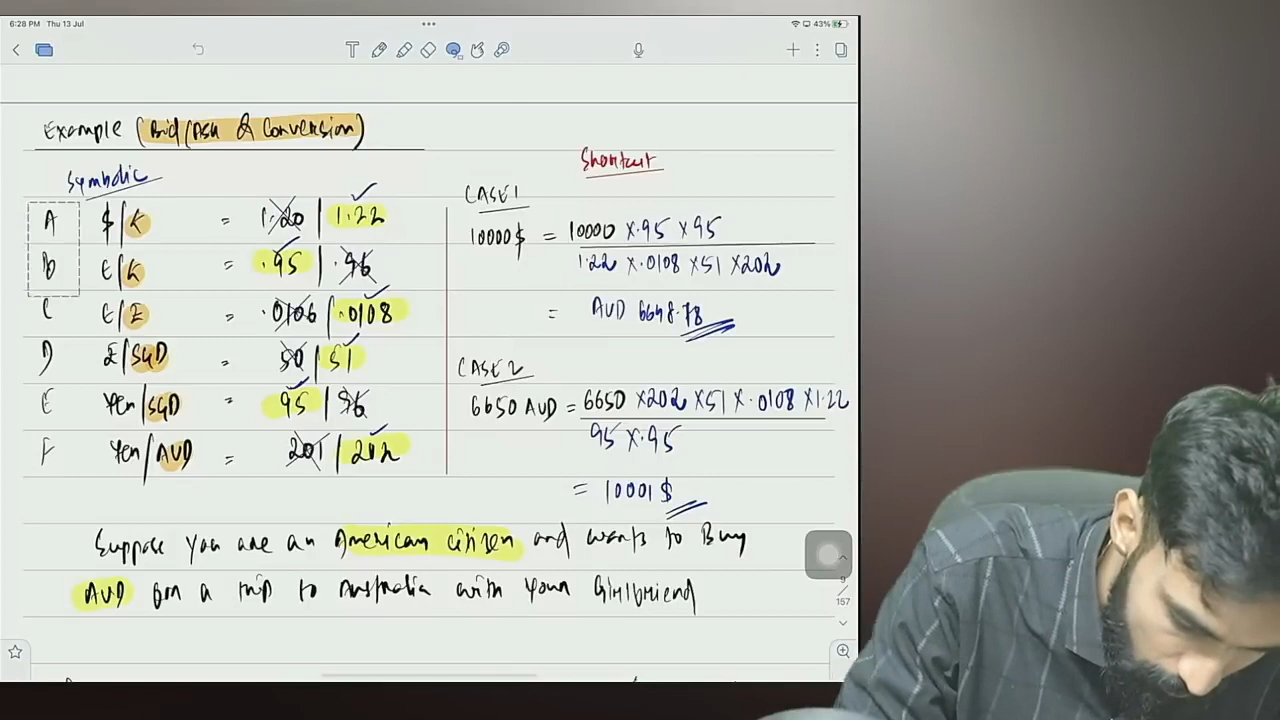 6:28 PM Thu 13 Jul
43%
Example (Bid/Ask & Conversion)
Symbolic
Shortcut
A $/K = 1.20 | 1.22
B E/K = .95 | .96
C E/I = .0106 | .0108
D I/SGD = 50 | 51
E Yen/SGD = 95 | 96
F Yen/AUD = 201 | 202
CASE 1
10000$ = 10000 x .95 x 95
1.22 x .0108 x 51 x 202
= AUD 6648.78
CASE 2
6650 AUD = 6650 x 202 x 51 x .0108 x 1.22
95 x .95
= 10001 $
Suppose you are an American citizen and wants to Buy
AUD for a trip to Australia with your Girlfriend
9
157